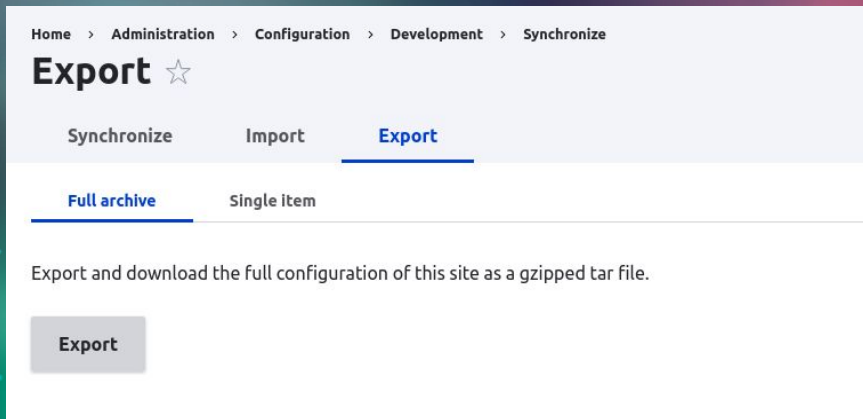 Home > Administration > Configuration > Development > Synchronize
Export ☆
Synchronize Import Export
Full archive Single item
Export and download the full configuration of this site as a gzipped tar file.
Export